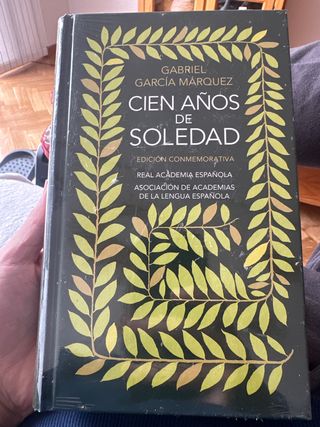 GABRIEL
GARCÍA MÁRQUEZ
CIEN AÑOS
DE
SOLEDAD
EDICIÓN CONMEMORATIVA
REAL ACADEMIA ESPAÑOLA
ASOCIACIÓN DE ACADEMIAS
DE LA LENGUA ESPAÑOLA